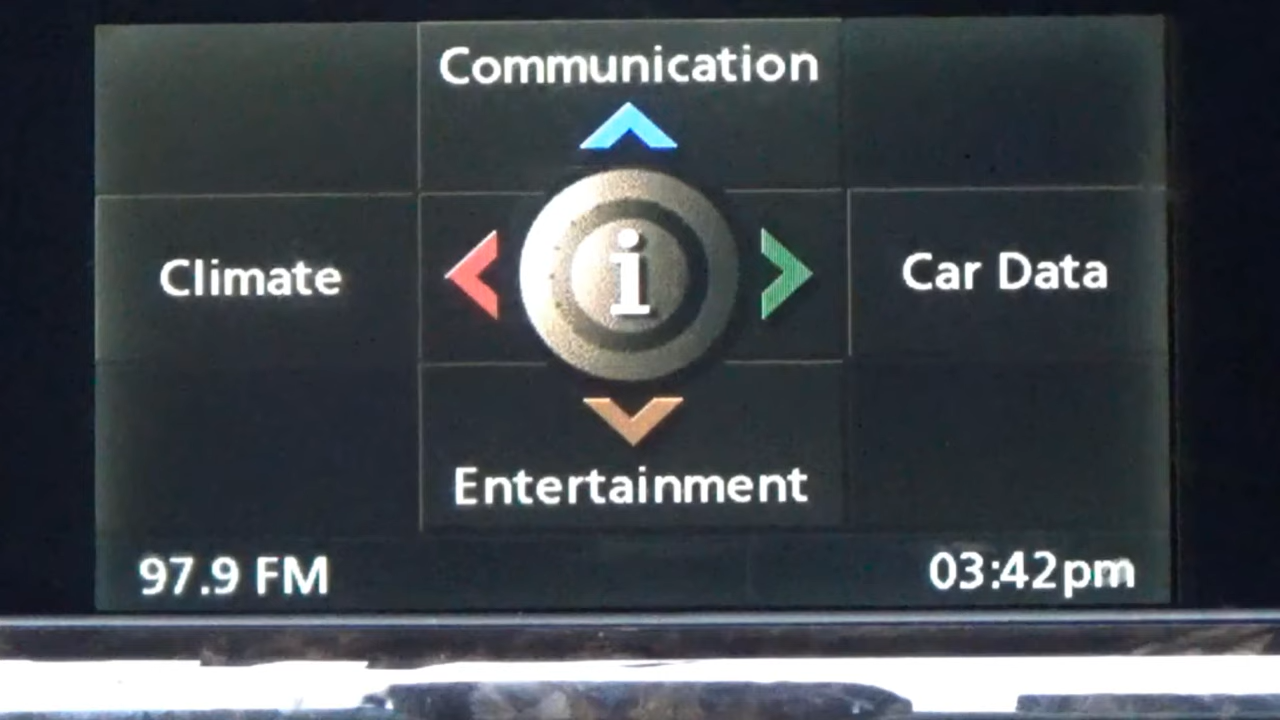 Communication
Climate
i
Car Data
Entertainment
97.9 FM
03:42pm